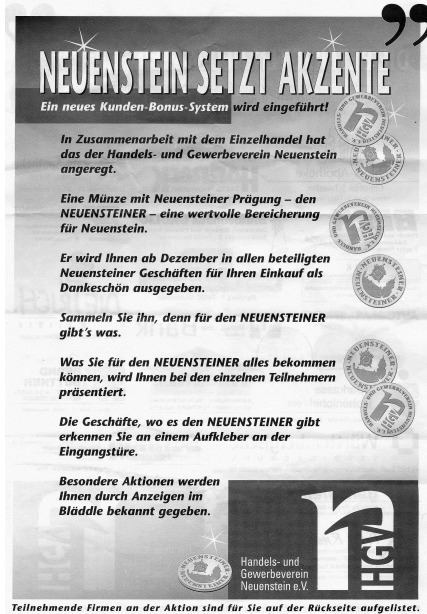 ”
NEUENSTEIN SETZT AKZENTE
Ein neues Kunden-Bonus-System wird eingeführt!
In Zusammenarbeit mit dem Einzelhandel hat
das der Handels- und Gewerbeverein Neuenstein
angeregt.
Eine Münze mit Neuensteiner Prägung – den
NEUENSTEINER – eine wertvolle Bereicherung
für Neuenstein.
Er wird Ihnen ab Dezember in allen beteiligten
Neuensteiner Geschäften für Ihren Einkauf als
Dankeschön ausgegeben.
Sammeln Sie ihn, denn für den NEUENSTEINER
gibt's was.
Was Sie für den NEUENSTEINER alles bekommen
können, wird Ihnen bei den einzelnen Teilnehmern
präsentiert.
Die Geschäfte, wo es den NEUENSTEINER gibt
erkennen Sie an einem Aufkleber an der
Eingangstüre.
Besondere Aktionen werden
Ihnen durch Anzeigen im
Bläddle bekannt gegeben.
NEUENSTEINER
Handels- und
Gewerbeverein
Neuenstein e.V.
n
HGV
Teilnehmende Firmen an der Aktion sind für Sie auf der Rückseite aufgelistet.